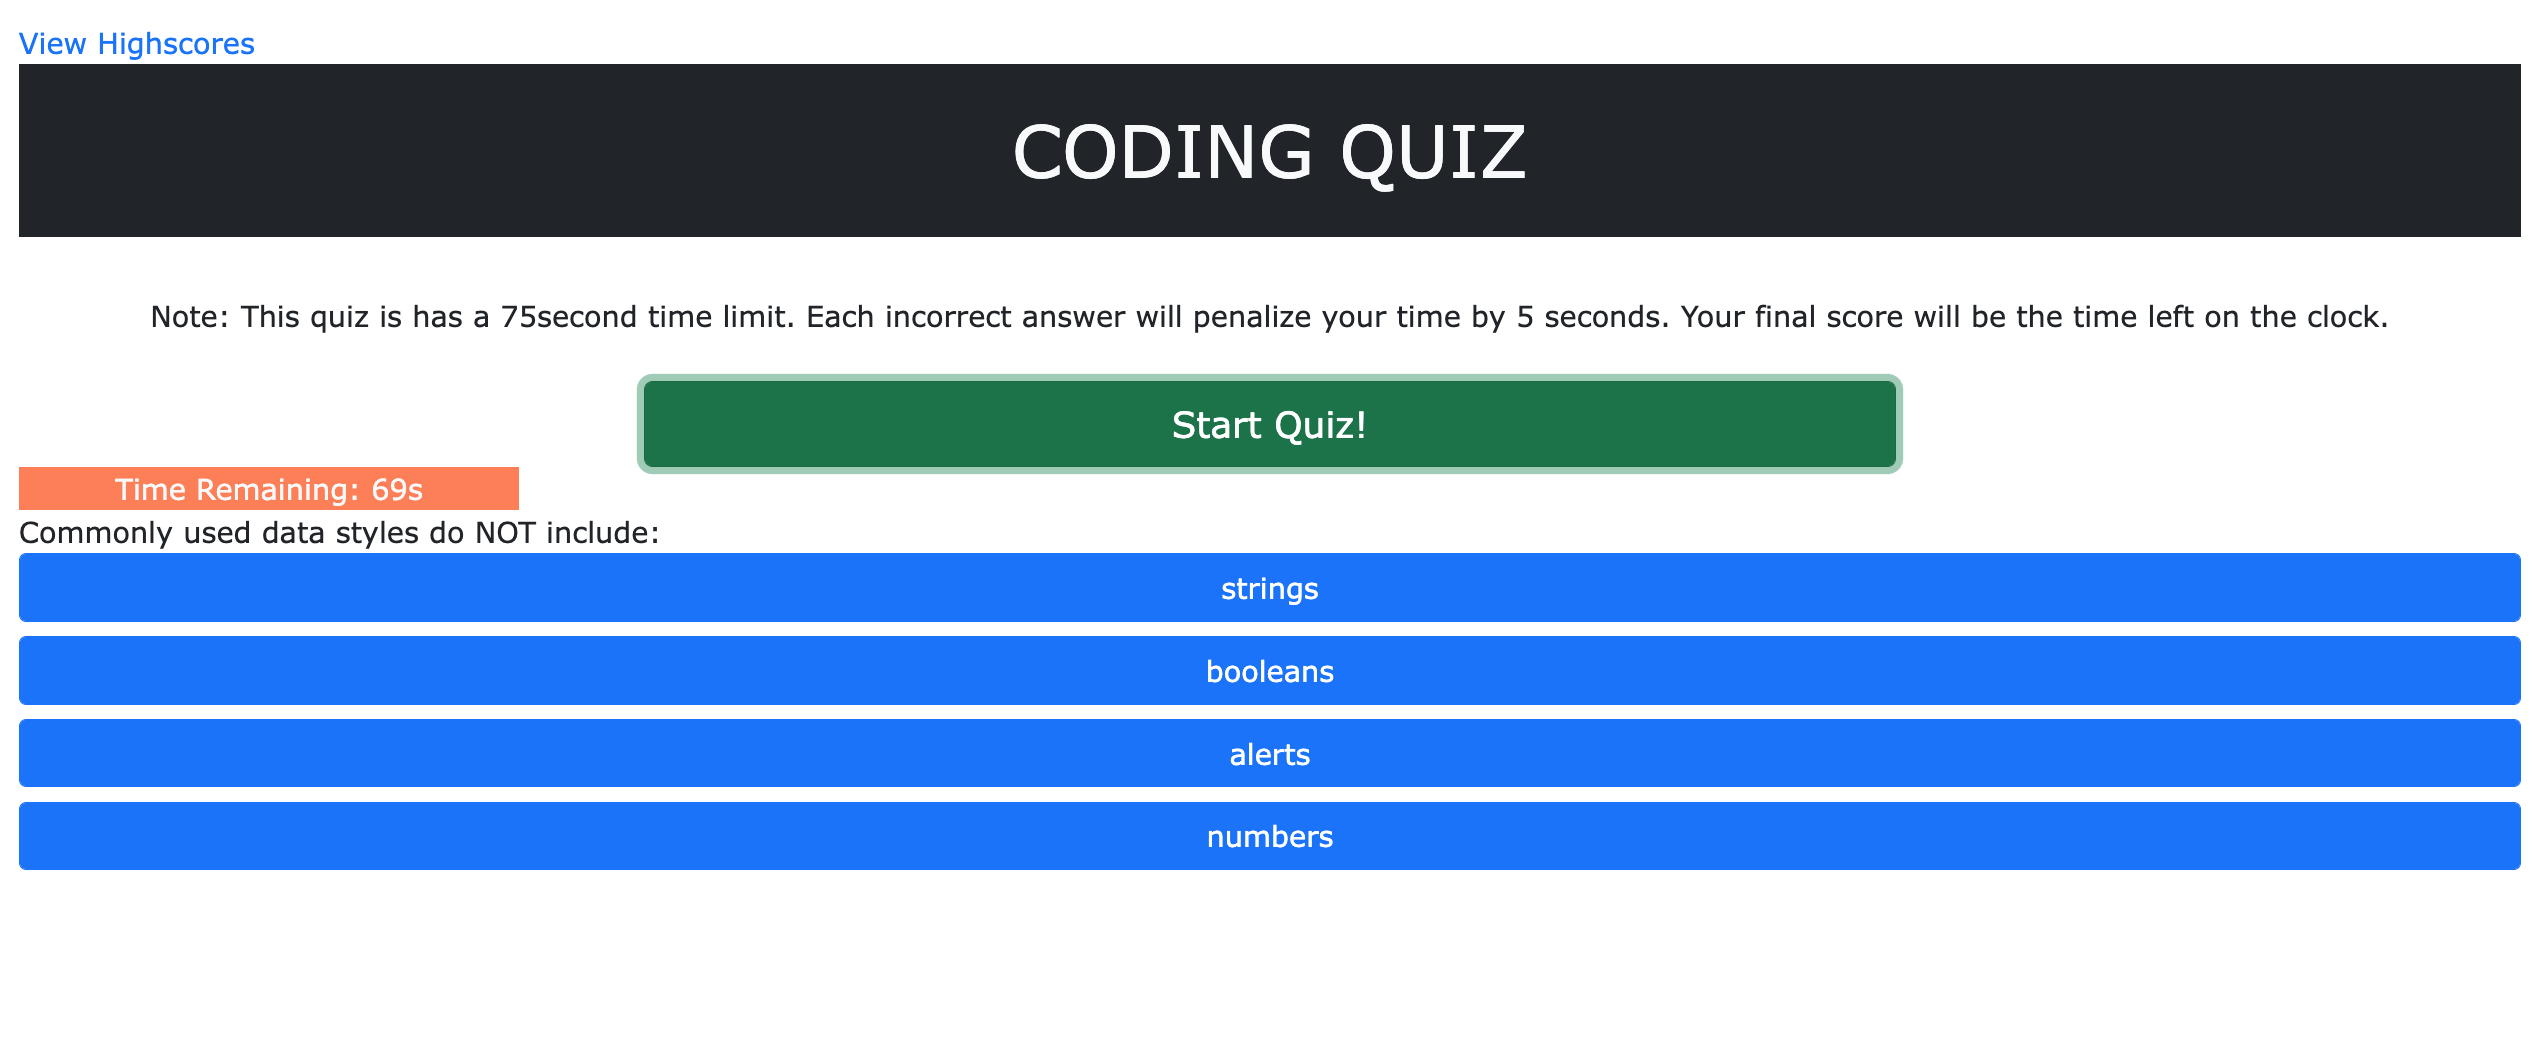 View Highscores
CODING QUIZ
Note: This quiz is has a 75second time limit. Each incorrect answer will penalize your time by 5 seconds. Your final score will be the time left on the clock.
Start Quiz!
Time Remaining: 69s
Commonly used data styles do NOT include:
strings
booleans
alerts
numbers